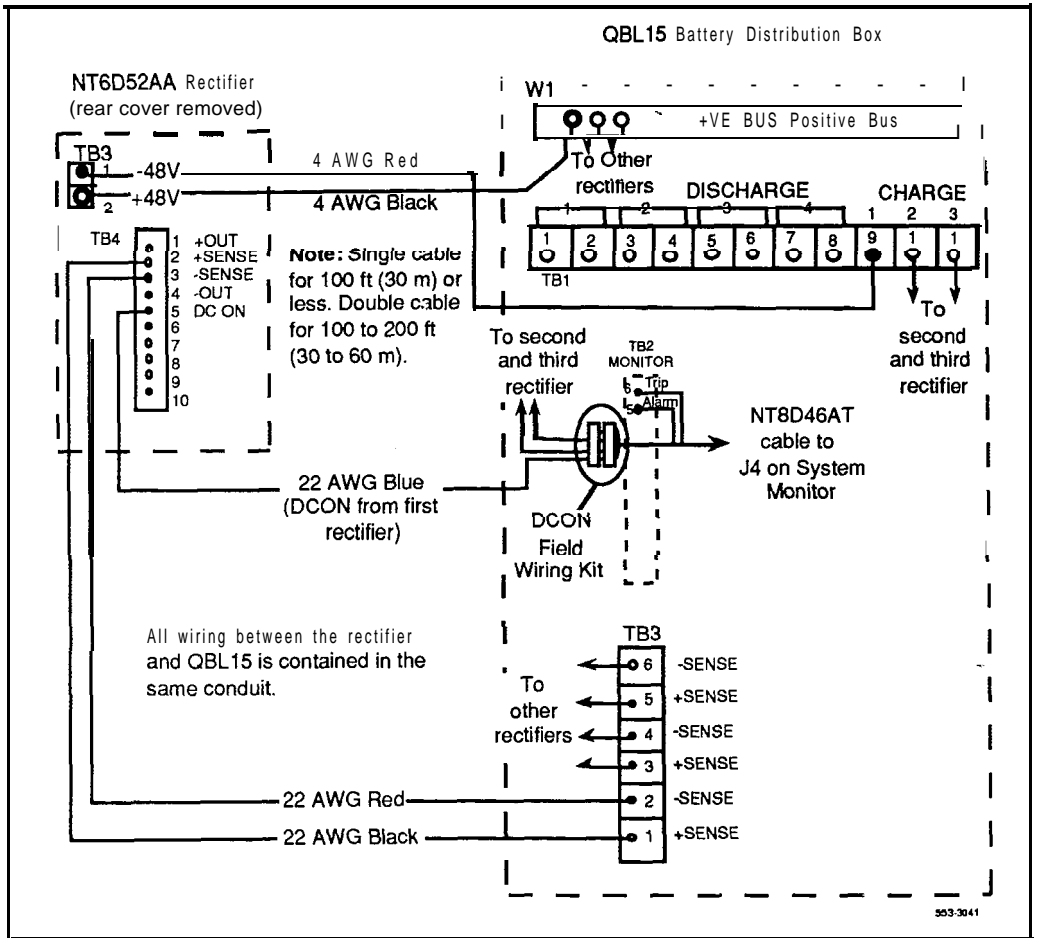 QBL15 Battery Distribution Box
NT6D52AA Rectifier
(rear cover removed)
W1
+VE BUS Positive Bus
TB3
1 -48V
2 +48V
4 AWG Red
4 AWG Black
To Other
rectifiers
DISCHARGE
CHARGE
1 2 3 4 1 2 3
1 2 3 4 5 6 7 8 9 1 1
TB1
TB4
1 +OUT
2 +SENSE
3 -SENSE
4 -OUT
5 DC ON
6
7
8
9
10
Note: Single cable
for 100 ft (30 m) or
less. Double cable
for 100 to 200 ft
(30 to 60 m).
To
second
and third
rectifier
To second
and third
rectifier
TB2
MONITOR
6 Trip
5 Alarm
NT8D46AT
cable to
J4 on System
Monitor
22 AWG Blue
(DCON from first
rectifier)
DCON
Field
Wiring Kit
All wiring between the rectifier
and QBL15 is contained in the
same conduit.
TB3
6 -SENSE
5 +SENSE
4 -SENSE
3 +SENSE
2 -SENSE
1 +SENSE
To
other
rectifiers
22 AWG Red
22 AWG Black
553-3041